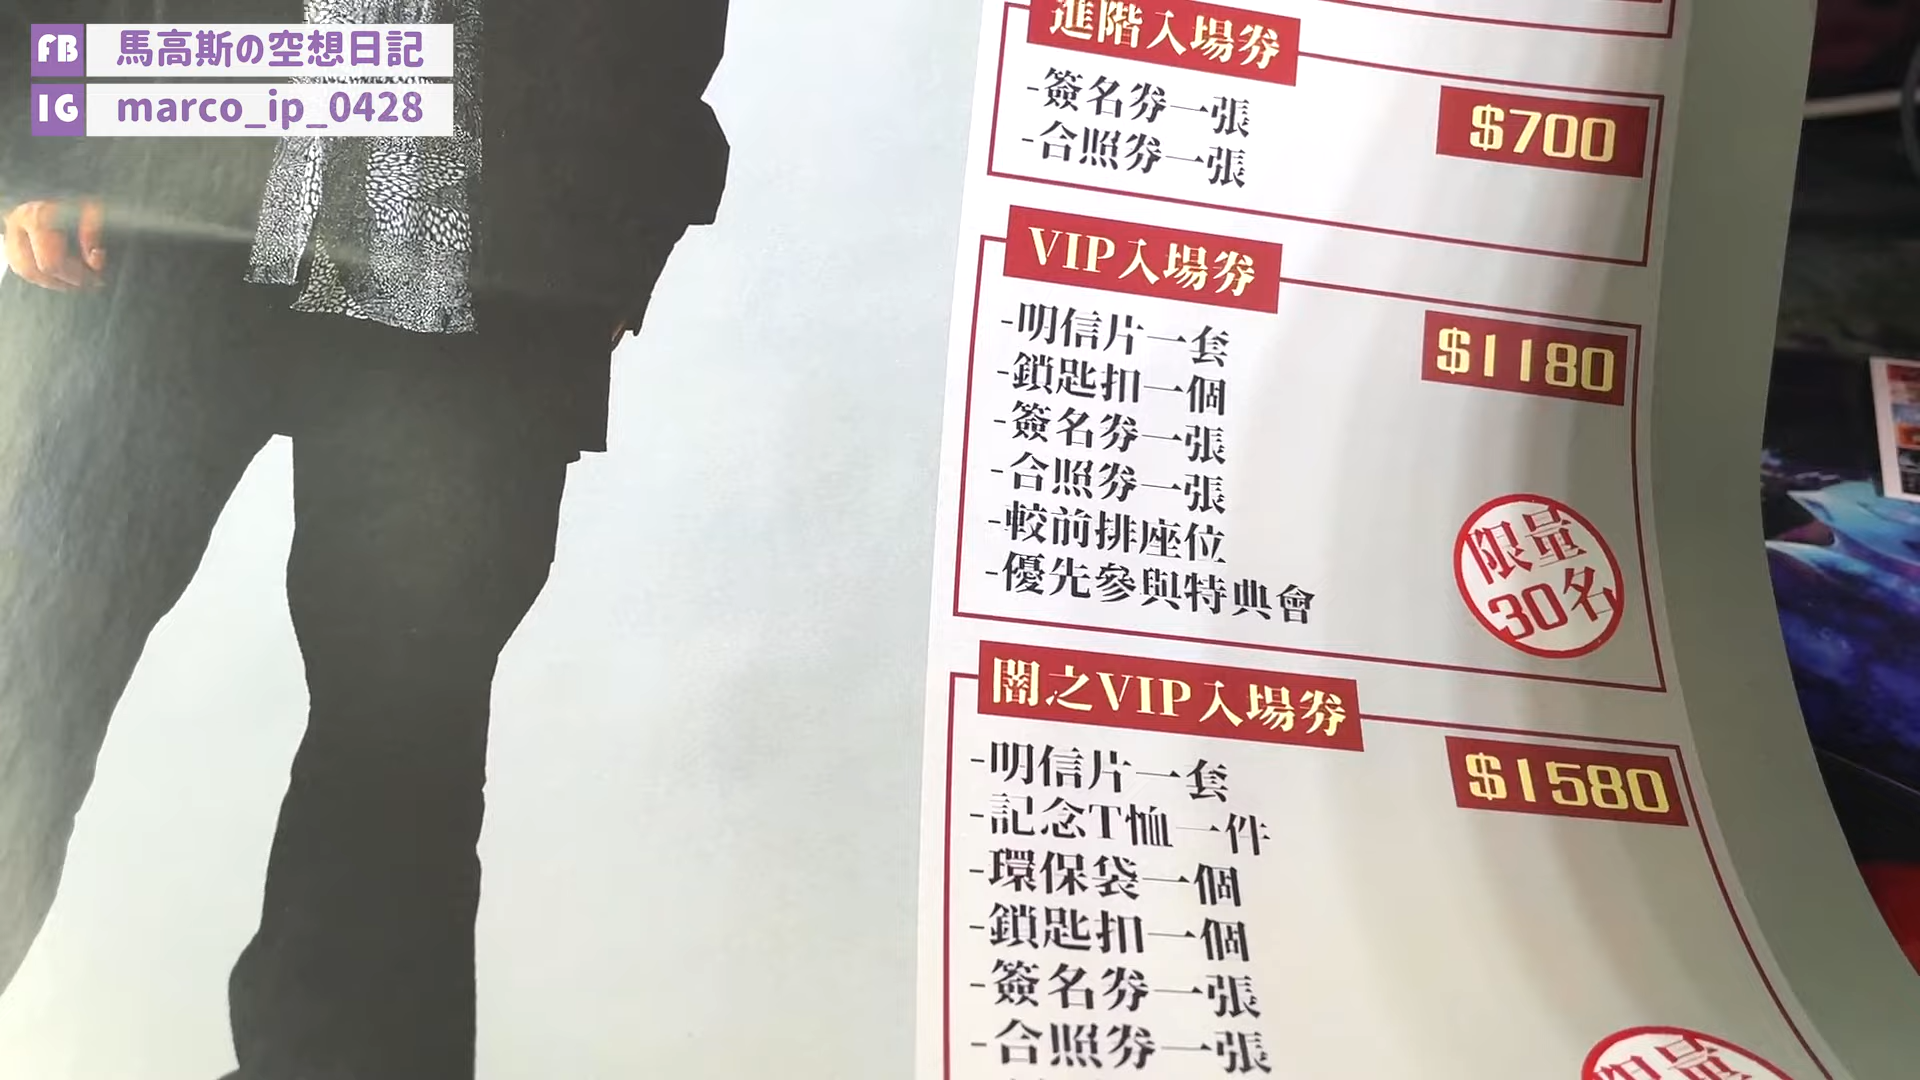 FB 馬高斯の空想日記
IG marco_ip_0428
進階入場券
$700
-簽名券一張
-合照券一張
VIP入場券
$1180
-明信片一套
-鎖匙扣一個
-簽名券一張
-合照券一張
-較前排座位
-優先參與特典會
限量
30名
闇之VIP入場券
$1580
-明信片一套
-記念T恤一件
-環保袋一個
-鎖匙扣一個
-簽名券一張
-合照券一張
限量